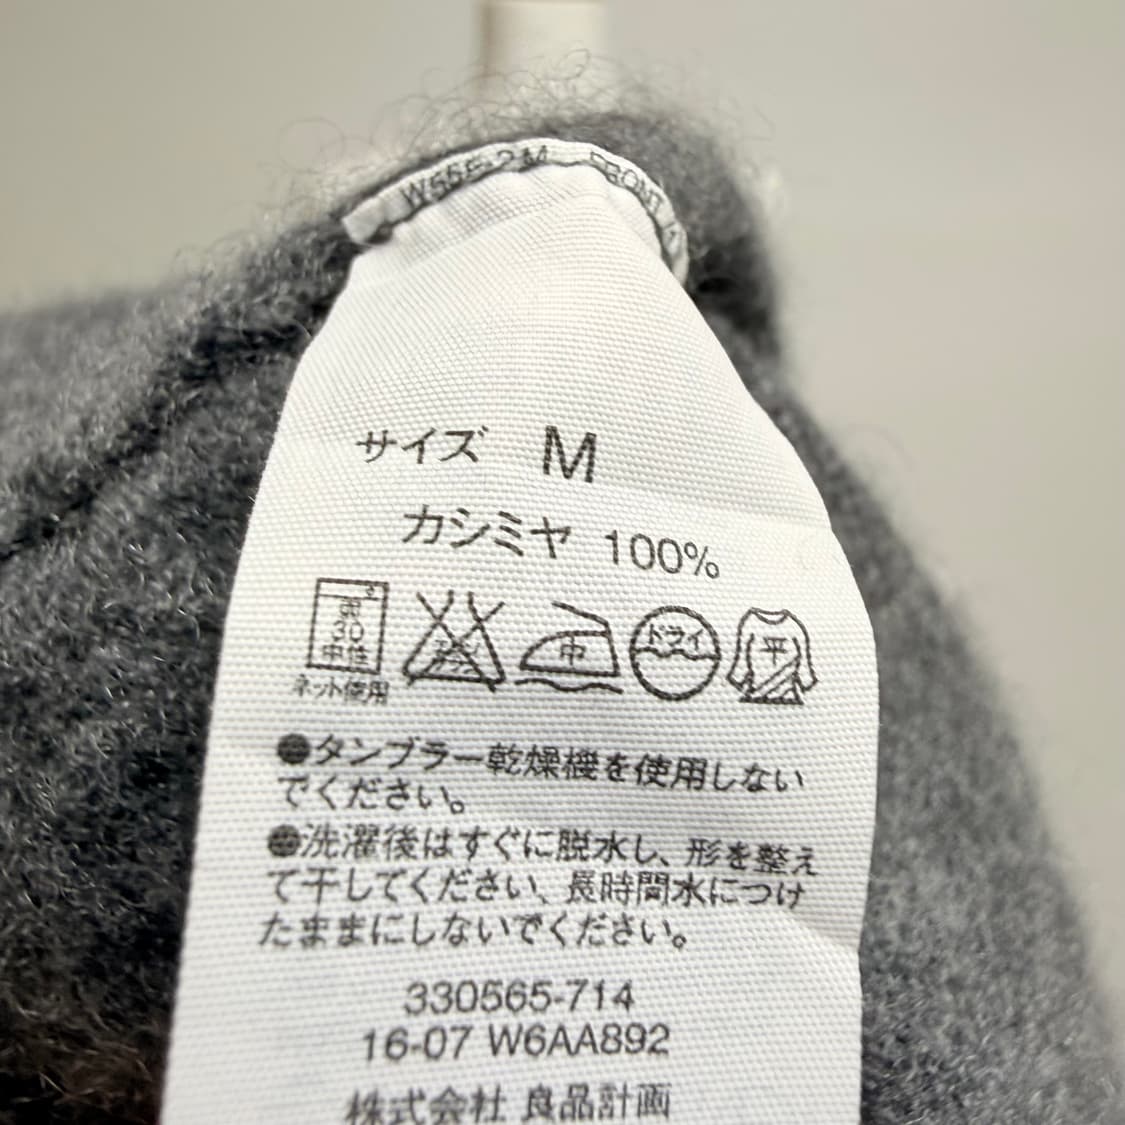 サイズ M
カシミヤ 100%
弱
30
中性
ネット使用
中
ドライ
平
●タンブラー乾燥機を使用しない
でください。
●洗濯後はすぐに脱水し、形を整え
て干してください、長時間水につけ
たままにしないでください。
330565-714
16-07 W6AA892
株式会社 良品計画